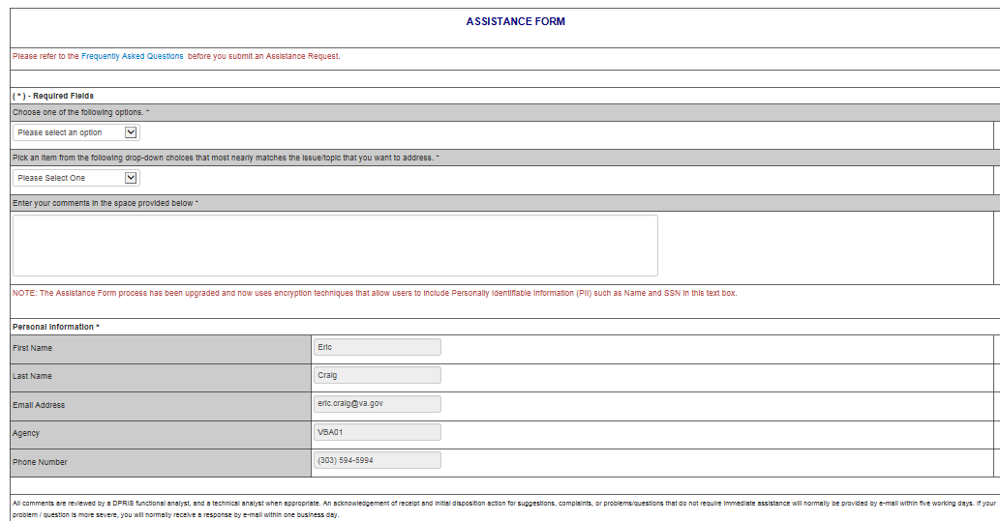 ASSISTANCE FORM
Please refer to the Frequently Asked Questions before you submit an Assistance Request.
( * ) - Required Fields
Choose one of the following options. *
Please select an option
Pick an item from the following drop-down choices that most nearly matches the issue/topic that you want to address. *
Please Select One
Enter your comments in the space provided below *
NOTE: The Assistance Form process has been upgraded and now uses encryption techniques that allow users to include Personally Identifiable Information (PII) such as Name and SSN in this text box.
Personal Information *
First Name Eric
Last Name Craig
Email Address eric.craig@va.gov
Agency VBA01
Phone Number (303) 594-5994
All comments are reviewed by a DPRIS functional analyst, and a technical analyst when appropriate. An acknowledgement of receipt and initial disposition action for suggestions, complaints, or problems/questions that do not require immediate assistance will normally be provided by e-mail within five working days. If your
problem / question is more severe, you will normally receive a response by e-mail within one business day.